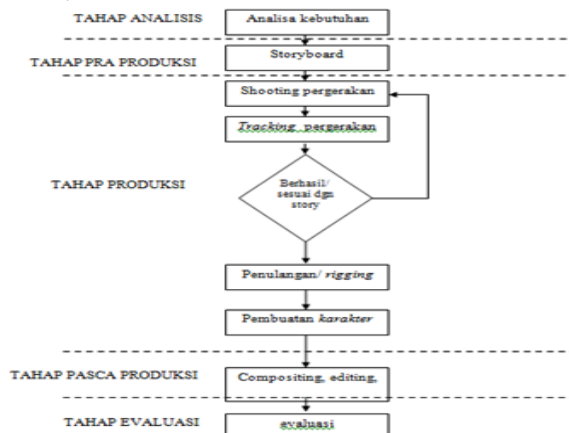 TAHAP ANALISIS
Analisa kebutuhan
TAHAP PRA PRODUKSI
Storyboard
Shooting pergerakan
Tracking pergerakan
TAHAP PRODUKSI
Berhasil/
sesuai dgn
story
Penulangan/ rigging
Pembuatan karakter
TAHAP PASCA PRODUKSI
Compositing, editing,
TAHAP EVALUASI
evaluasi